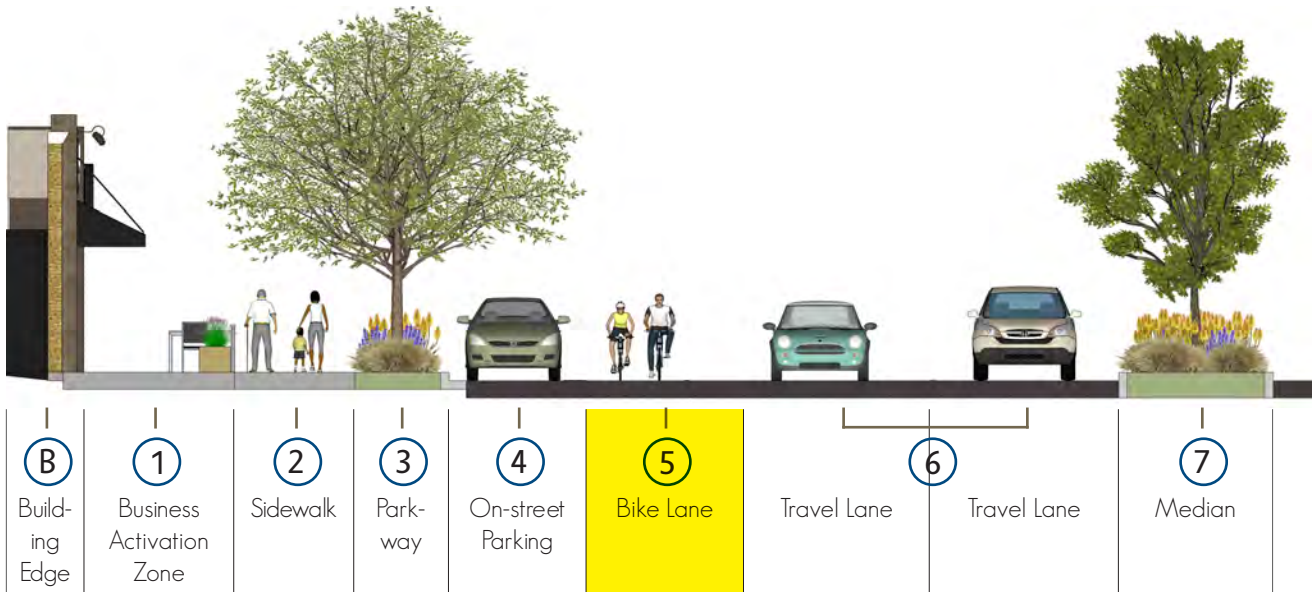 B
Build-
ing
Edge
1
Business
Activation
Zone
2
Sidewalk
3
Park-
way
4
On-street
Parking
5
Bike Lane
6
Travel Lane
Travel Lane
7
Median